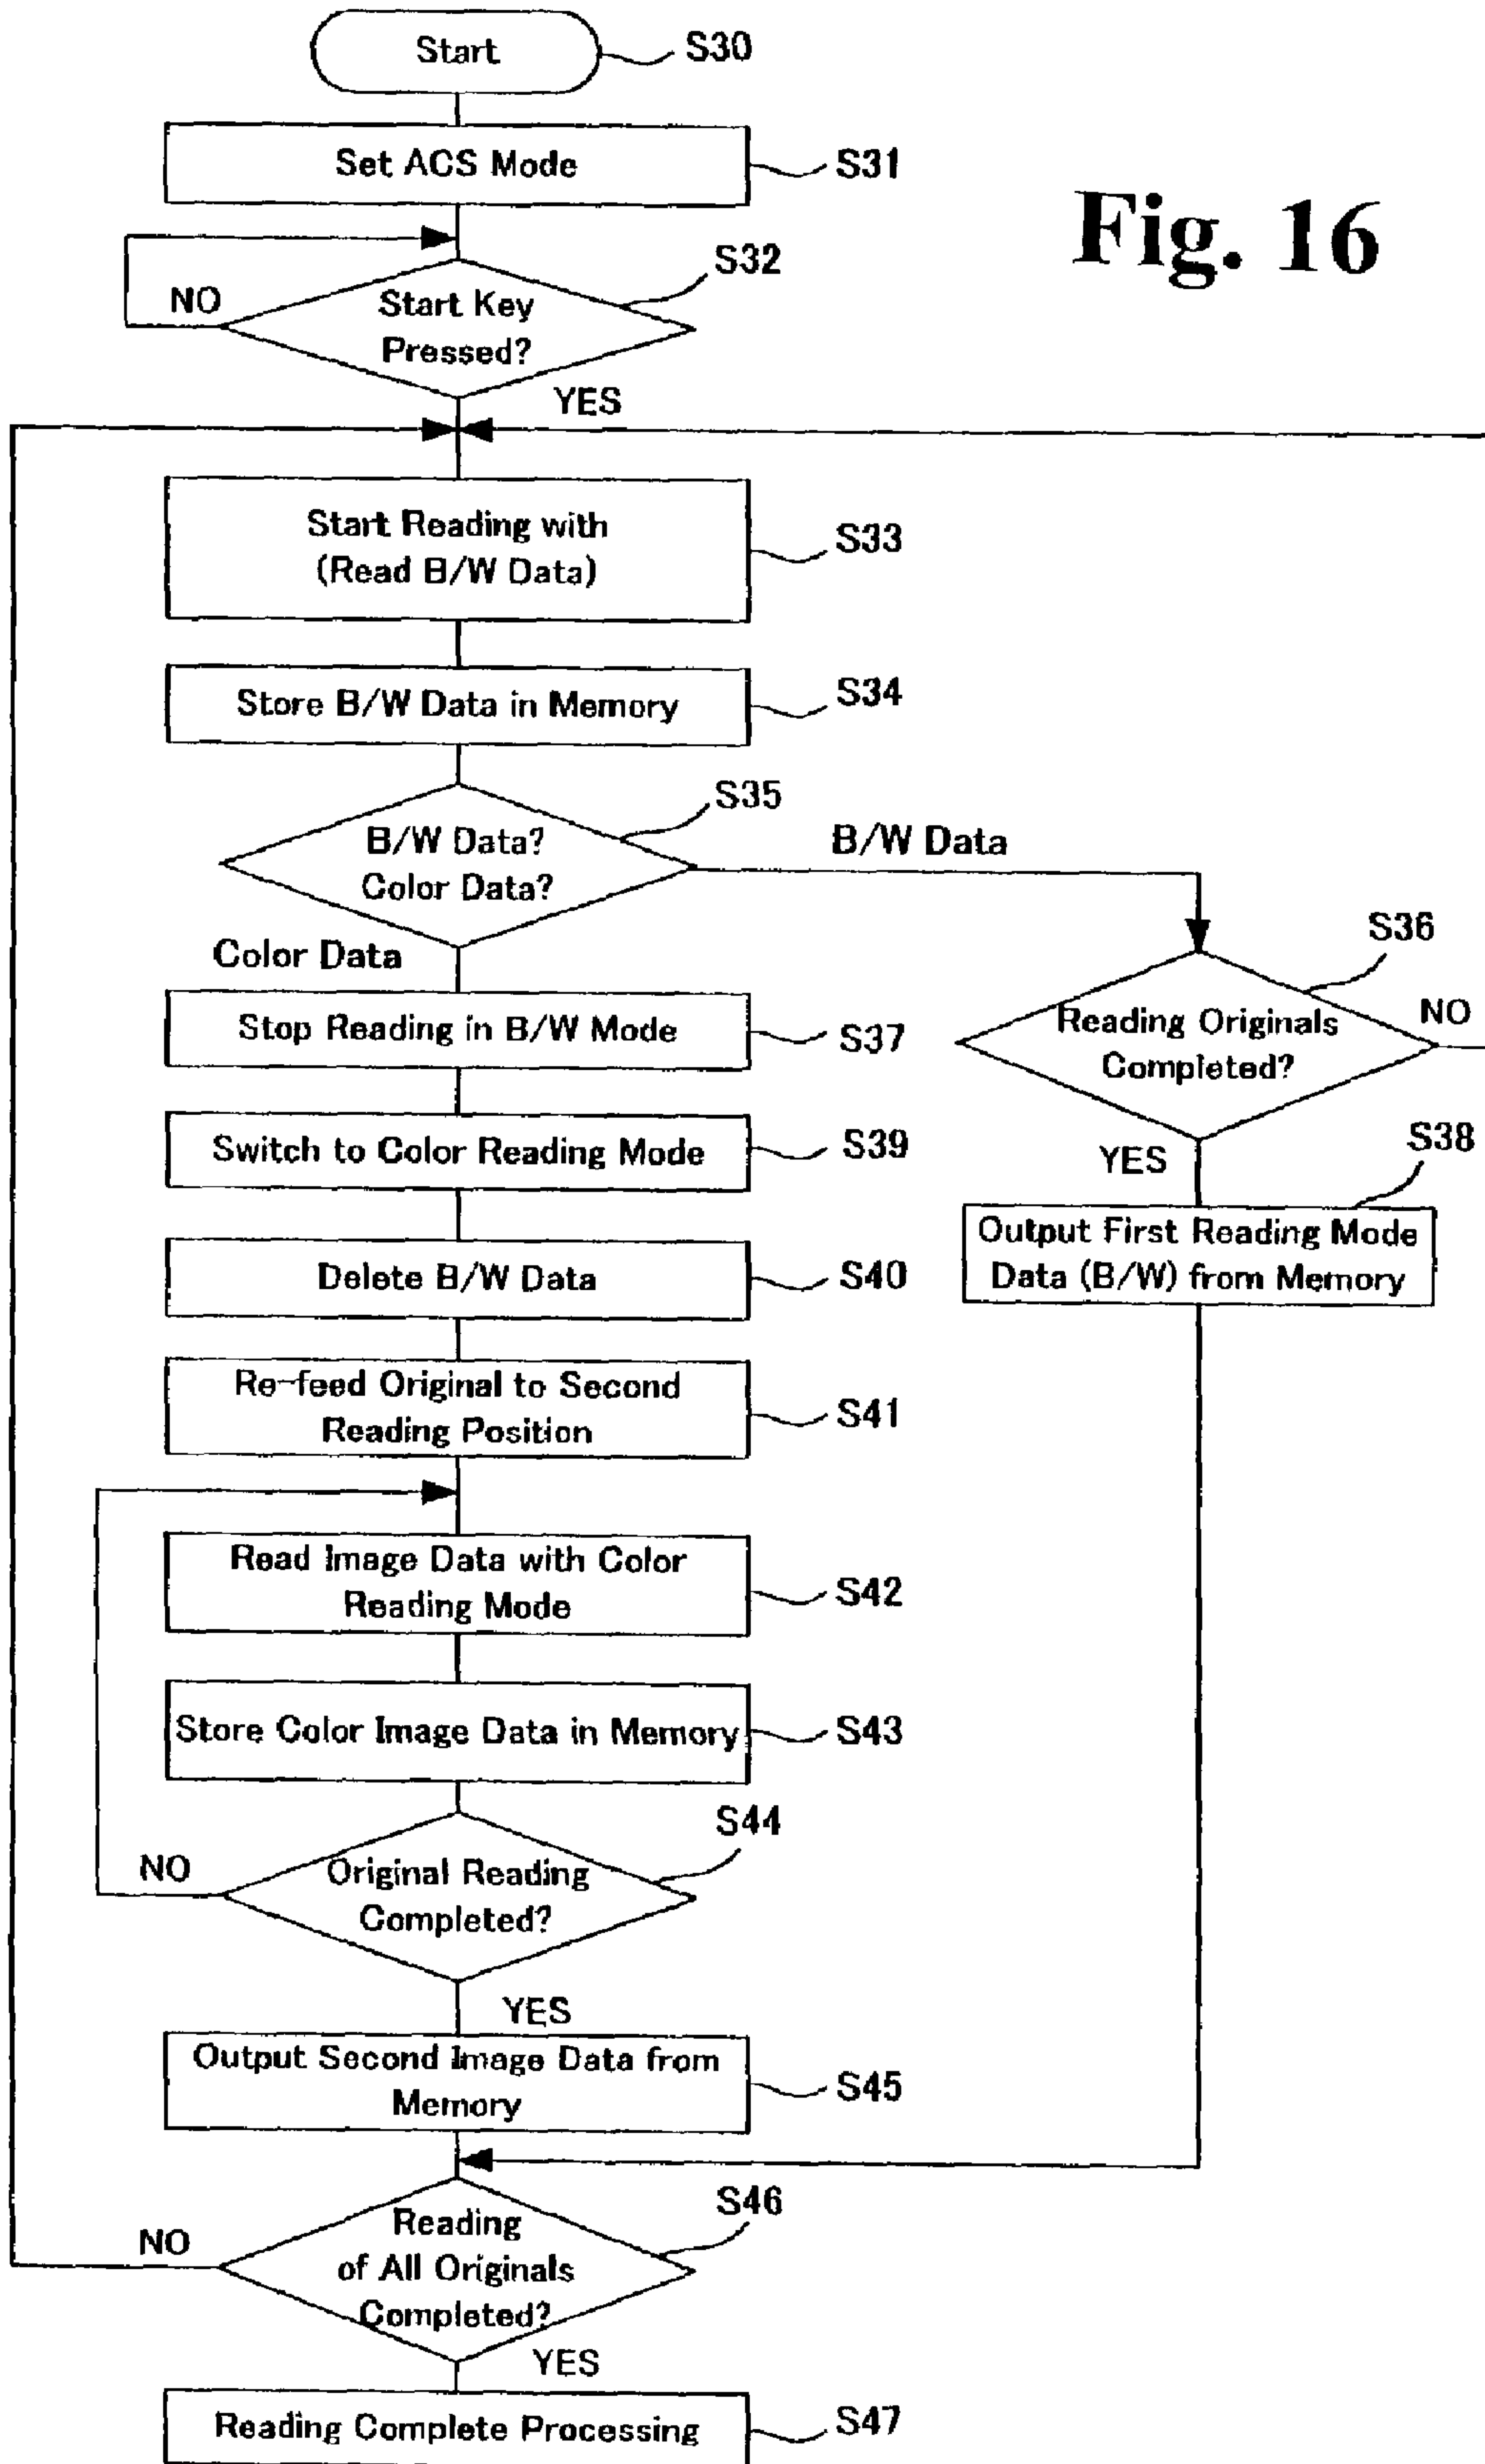 Start
S30
Set ACS Mode
S31
Fig. 16
S32
NO
Start Key
Pressed?
YES
Start Reading with
(Read B/W Data)
S33
Store B/W Data in Memory
S34
S35
B/W Data?
Color Data?
B/W Data
Color Data
S36
Reading Originals
Completed?
NO
Stop Reading in B/W Mode
S37
YES
S38
Switch to Color Reading Mode
S39
Output First Reading Mode
Data (B/W) from Memory
Delete B/W Data
S40
Re-feed Original to Second
Reading Position
S41
Read Image Data with Color
Reading Mode
S42
Store Color Image Data in Memory
S43
S44
NO
Original Reading
Completed?
YES
Output Second Image Data from
Memory
S45
S46
NO
Reading
of All Originals
Completed?
YES
Reading Complete Processing
S47